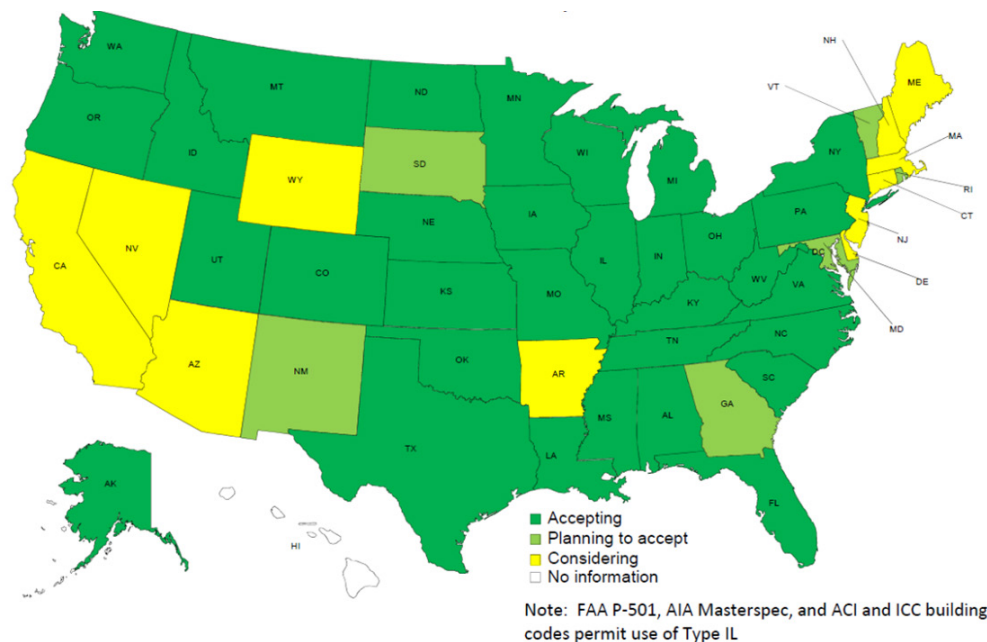 NH
ME
WA
VT
MT
ND
MN
MA
OR
NY
WI
ID
SD
MI
RI
WY
CT
PA
IA
NE
NJ
NV
OH
DC
IL
IN
CA
UT
CO
WV
DE
VA
KS
MO
KY
MD
NC
TN
OK
AZ
AR
SC
NM
GA
MS
AL
TX
LA
AK
FL
HI
Accepting
Planning to accept
Considering
No information
Note: FAA P-501, AIA Masterspec, and ACI and ICC building
codes permit use of Type IL